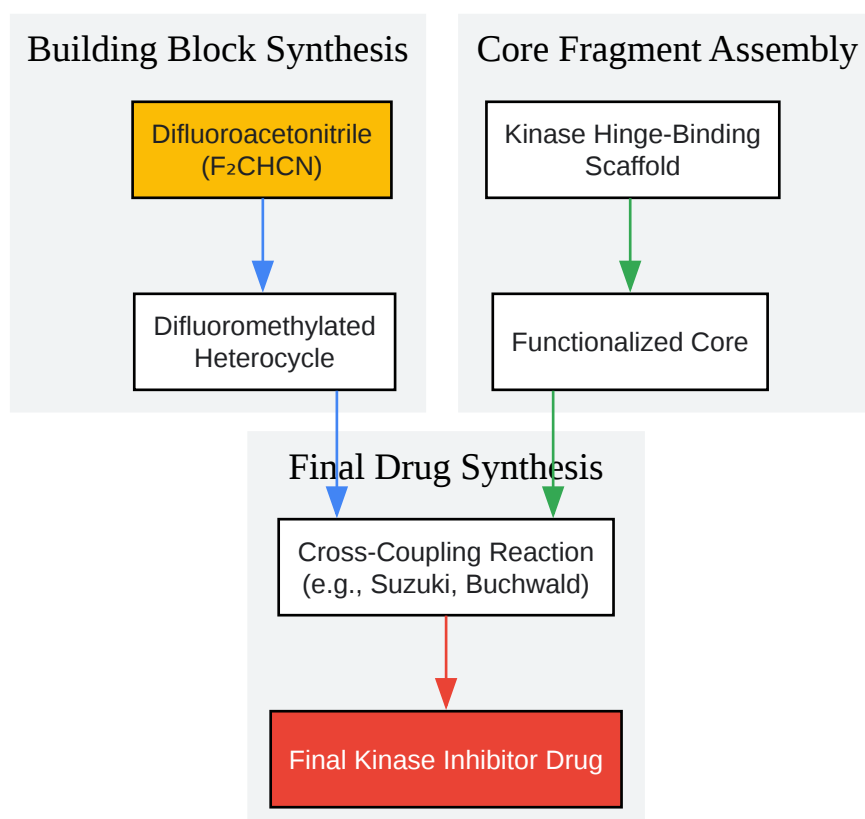 Building Block Synthesis
Difluoroacetonitrile
(F₂CHCN)
Difluoromethylated
Heterocycle
Core Fragment Assembly
Kinase Hinge-Binding
Scaffold
Functionalized Core
Final Drug Synthesis
Cross-Coupling Reaction
(e.g., Suzuki, Buchwald)
Final Kinase Inhibitor Drug